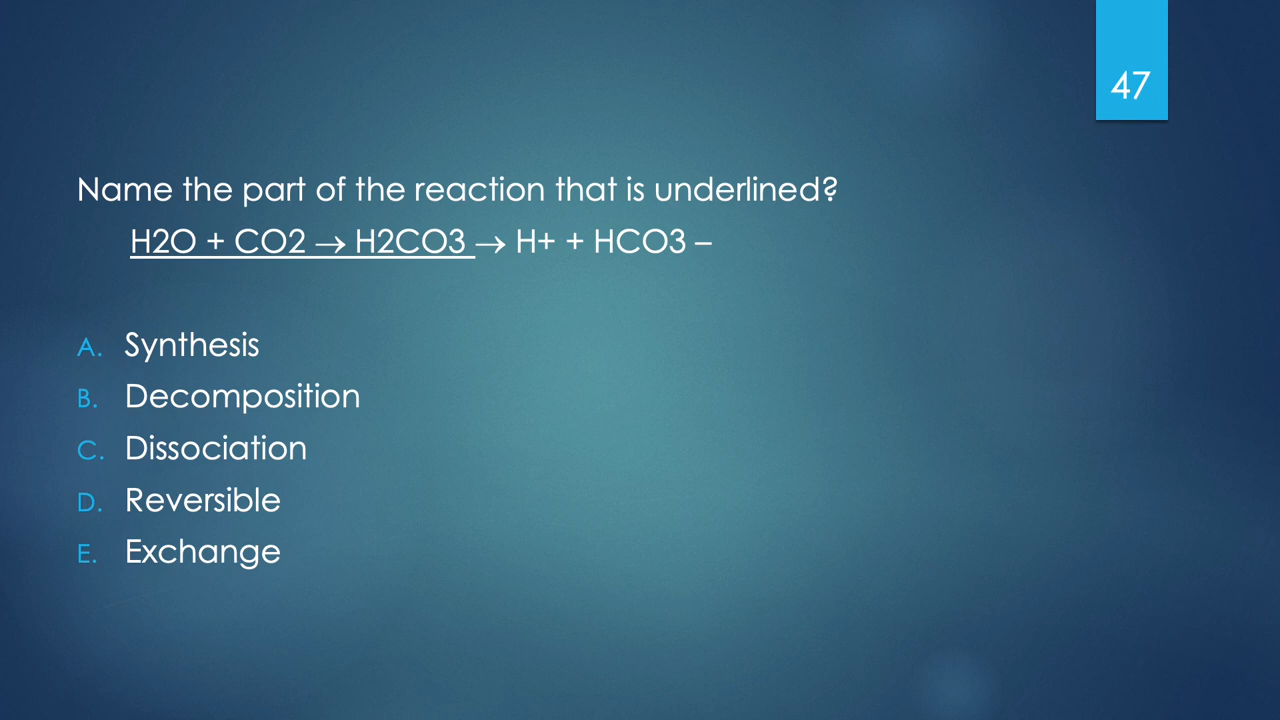 47
Name the part of the reaction that is underlined?
H2O + CO2 → H2CO3 → H+ + HCO3 –
A. Synthesis
B. Decomposition
C. Dissociation
D. Reversible
E. Exchange